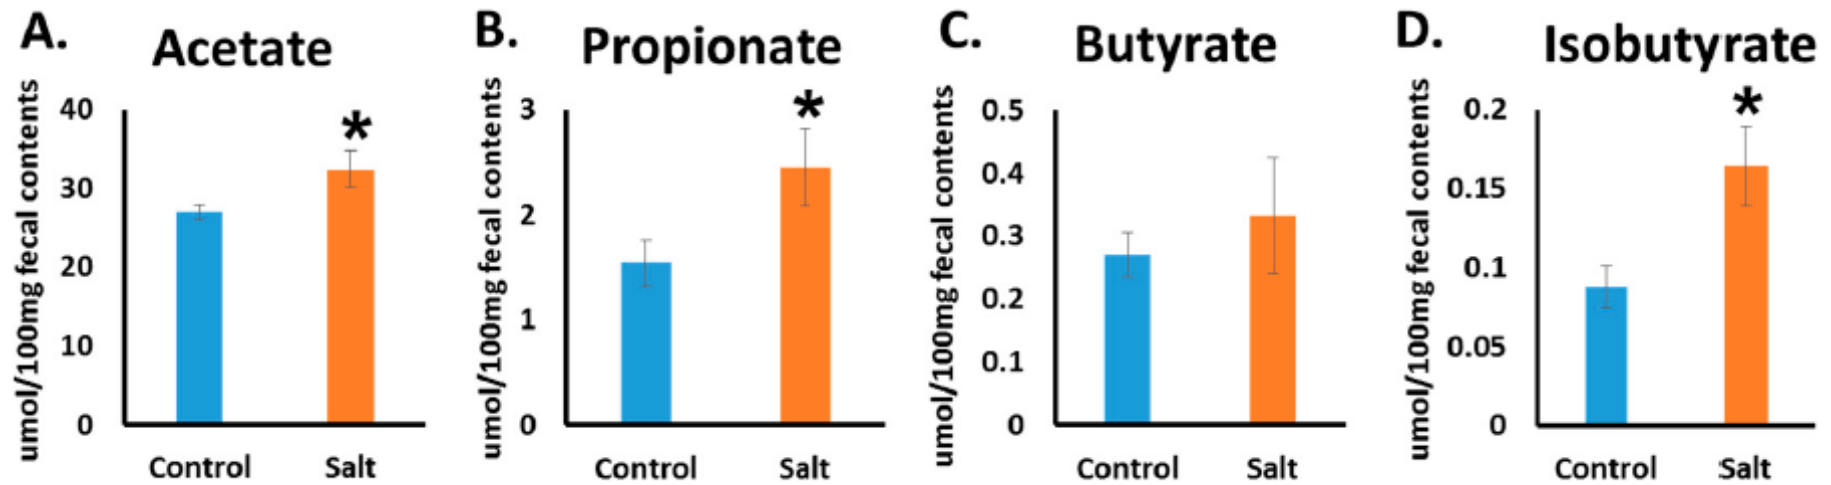 A.
Acetate
umol/100mg fecal contents
40
30
20
10
0
Control
Salt
*
B.
Propionate
umol/100mg fecal contents
3
2
1
0
Control
Salt
*
C.
Butyrate
umol/100mg fecal contents
0.5
0.4
0.3
0.2
0.1
0
Control
Salt
D.
Isobutyrate
umol/100mg fecal contents
0.2
0.15
0.1
0.05
0
Control
Salt
*